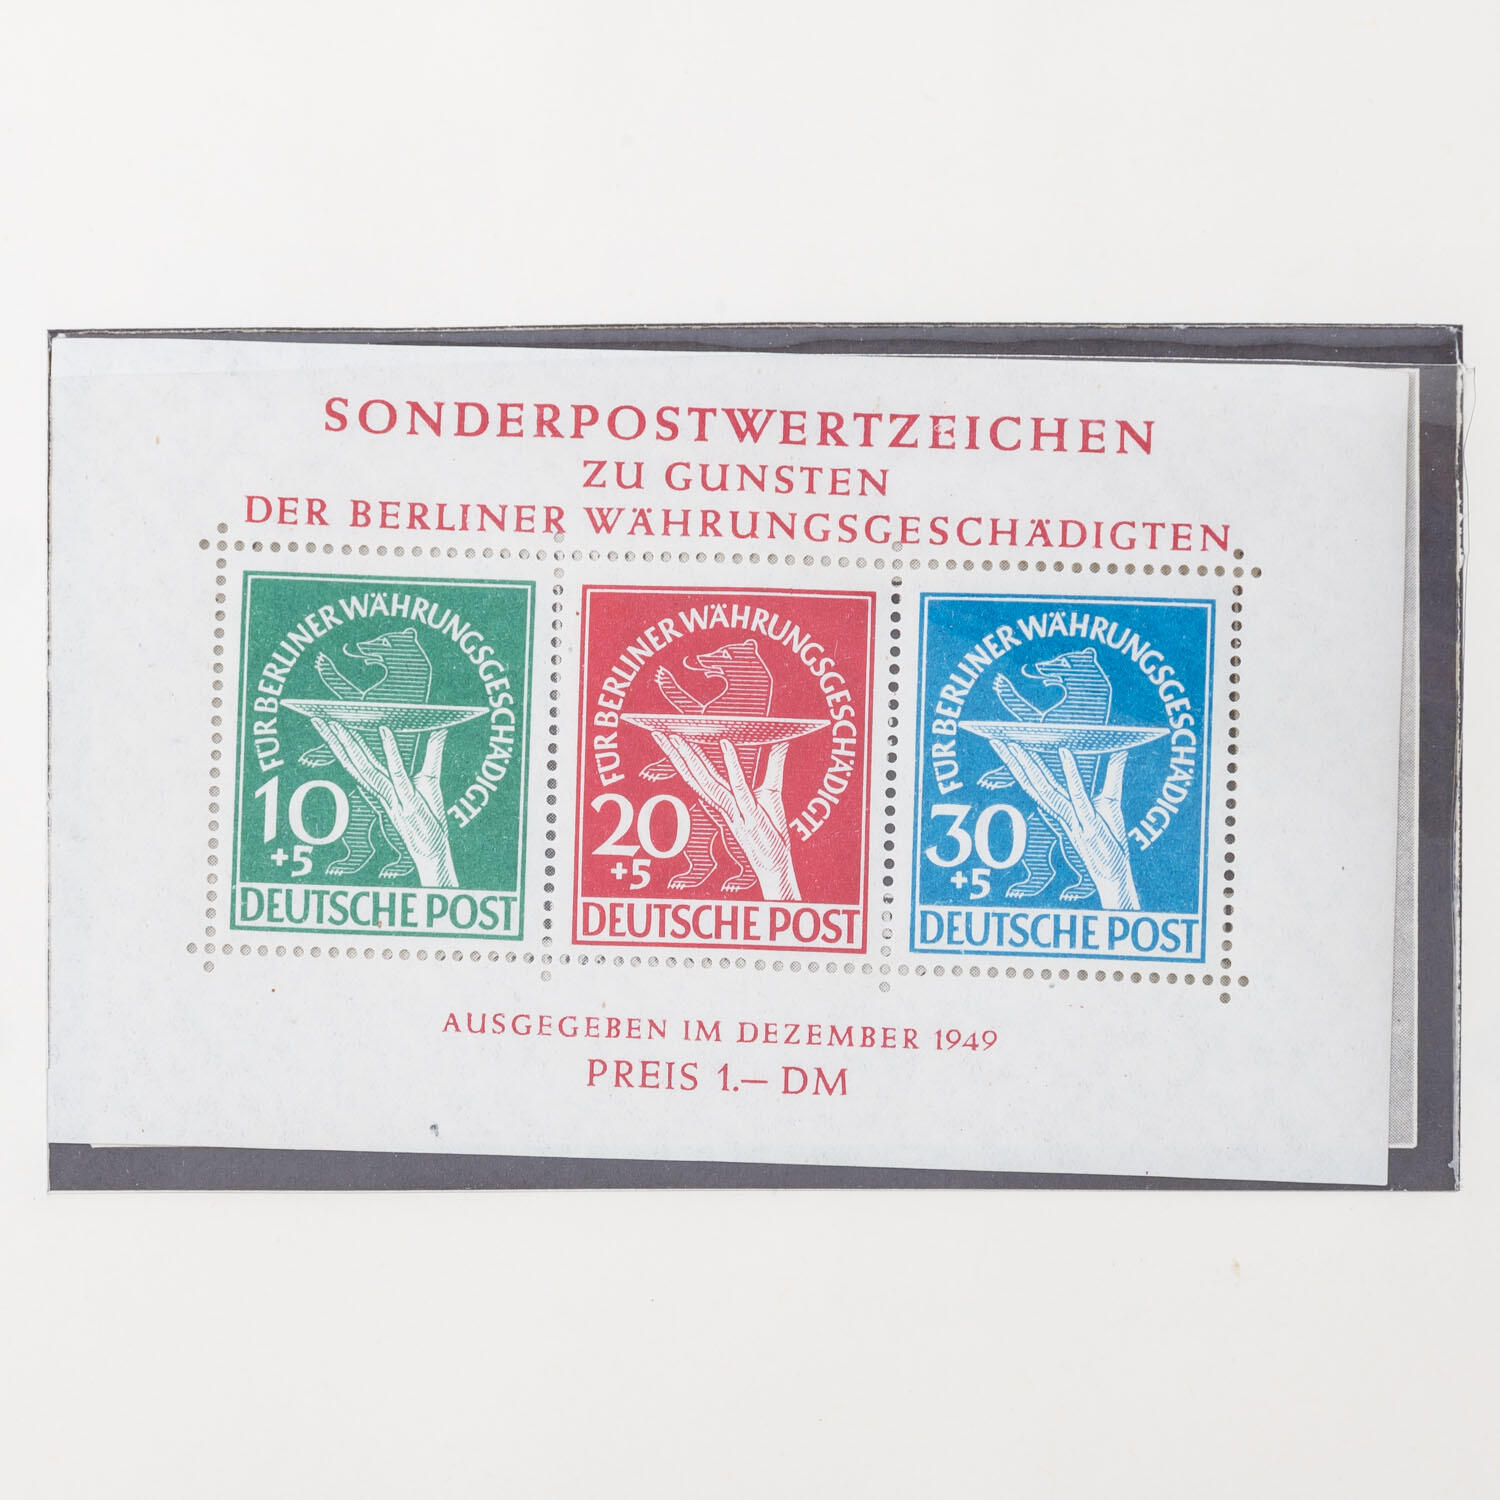 SONDERPOSTWERTZEICHEN
ZU GUNSTEN
DER BERLINER WÄHRUNGSGESCHÄDIGTEN
FÜR BERLINER WÄHRUNGSGESCHÄDIGTE
10
+5
DEUTSCHE POST
FÜR BERLINER WÄHRUNGSGESCHÄDIGTE
20
+5
DEUTSCHE POST
FÜR BERLINER WÄHRUNGSGESCHÄDIGTE
30
+5
DEUTSCHE POST
AUSGEGEBEN IM DEZEMBER 1949
PREIS 1.— DM